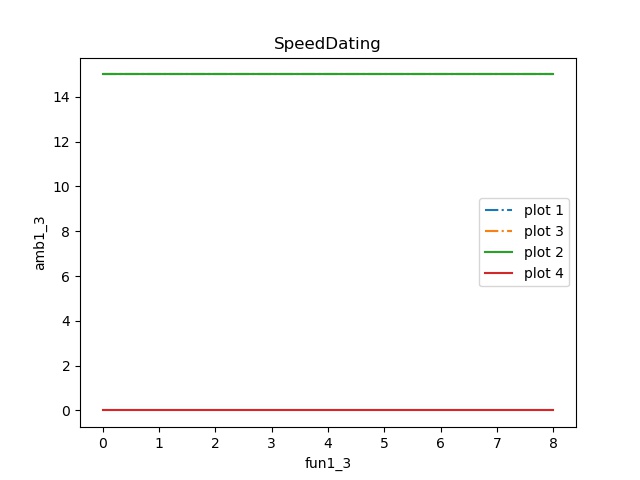 SpeedDating
amb1_3
14
12
10
8
6
4
2
0
plot 1
plot 3
plot 2
plot 4
0 1 2 3 4 5 6 7 8
fun1_3